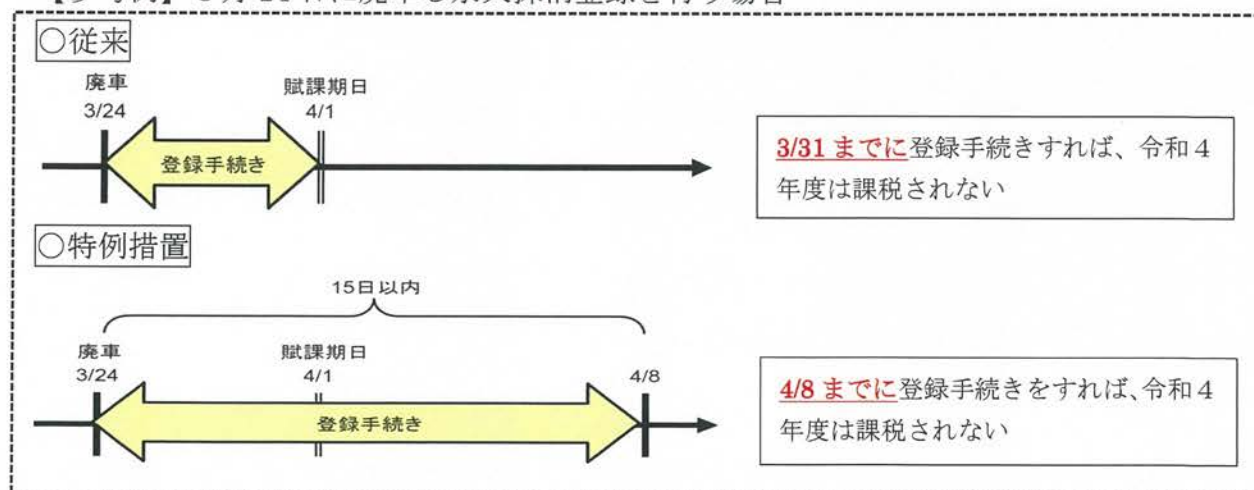 ○従来
廃車
3/24
賦課期日
4/1
登録手続き
3/31 までに登録手続きすれば、令和４
年度は課税されない
○特例措置
15日以内
廃車
3/24
賦課期日
4/1
4/8
登録手続き
4/8 までに登録手続きをすれば、令和４
年度は課税されない